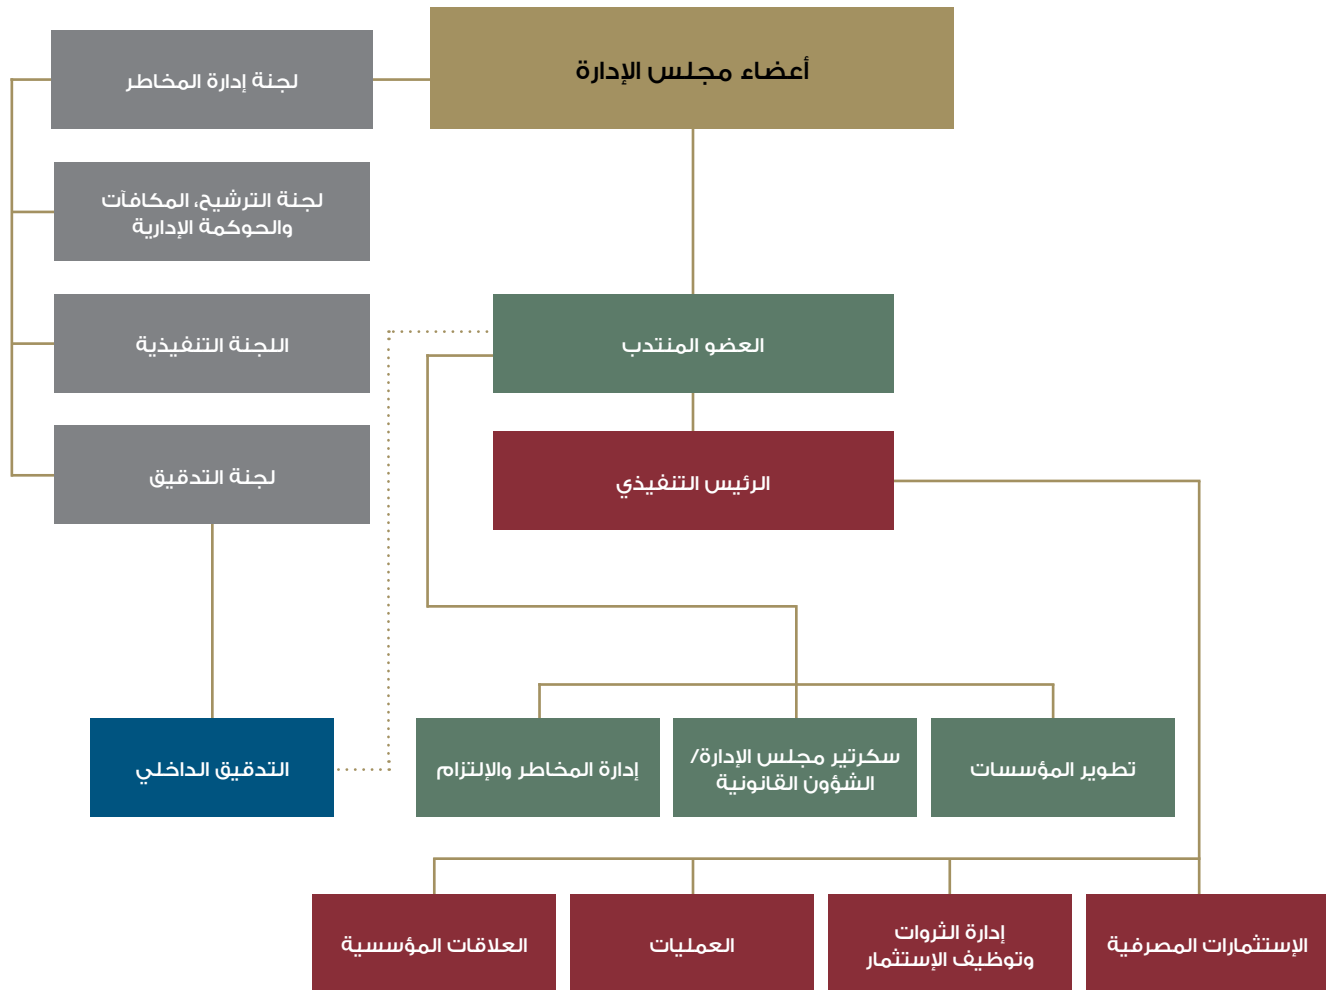 أعضاء مجلس الإدارة
لجنة إدارة المخاطر
لجنة الترشيح، المكافآت
والحوكمة الإدارية
اللجنة التنفيذية
لجنة التدقيق
العضو المنتدب
الرئيس التنفيذي
تطوير المؤسسات
سكرتير مجلس الإدارة/
الشؤون القانونية
إدارة المخاطر والإلتزام
التدقيق الداخلي
الإستثمارات المصرفية
إدارة الثروات
وتوظيف الإستثمار
العمليات
العلاقات المؤسسية